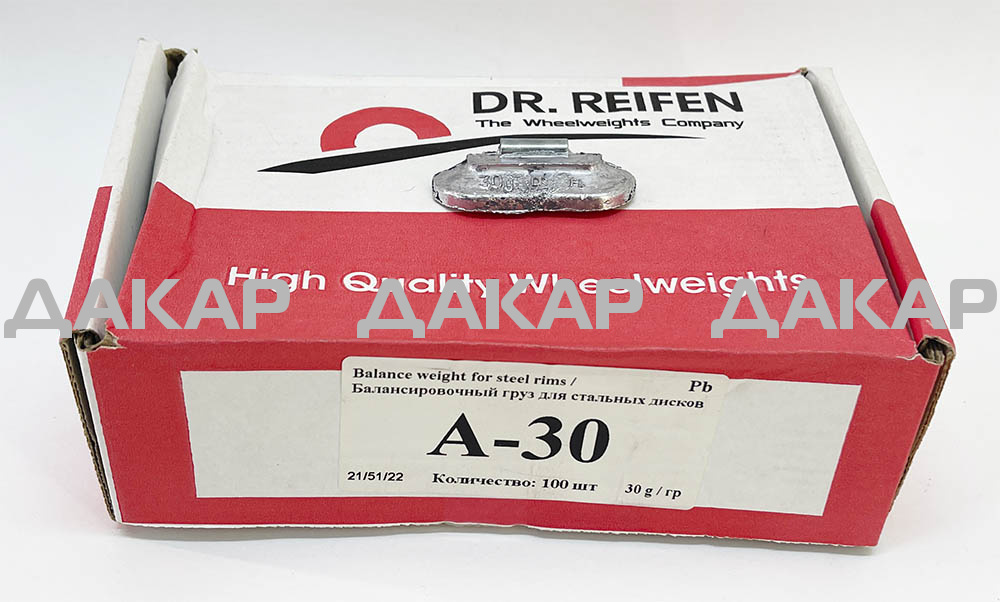 DR. REIFEN
The Wheelweights Company
30g
High Quality Wheelweights
ДАКАР ДАКАР ДАКАР
Balance weight for steel rims / Pb
Балансировочный груз для стальных дисков
A-30
21/51/22 Количество: 100 шт 30 g / гр